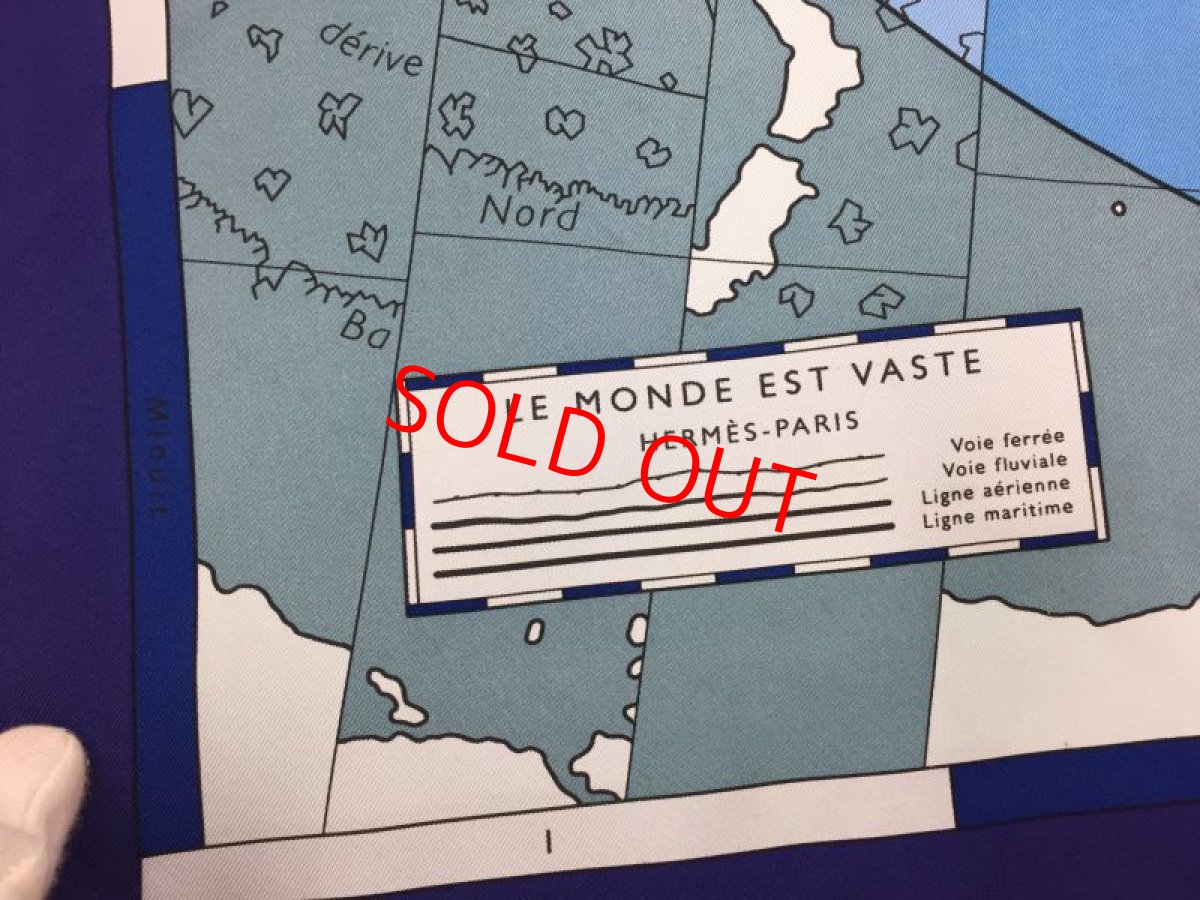 dérive
Nord
Ba
Minuit
LE MONDE EST VASTE
HERMÈS-PARIS
Voie ferrée
Voie fluviale
Ligne aérienne
Ligne maritime
SOLD OUT
I